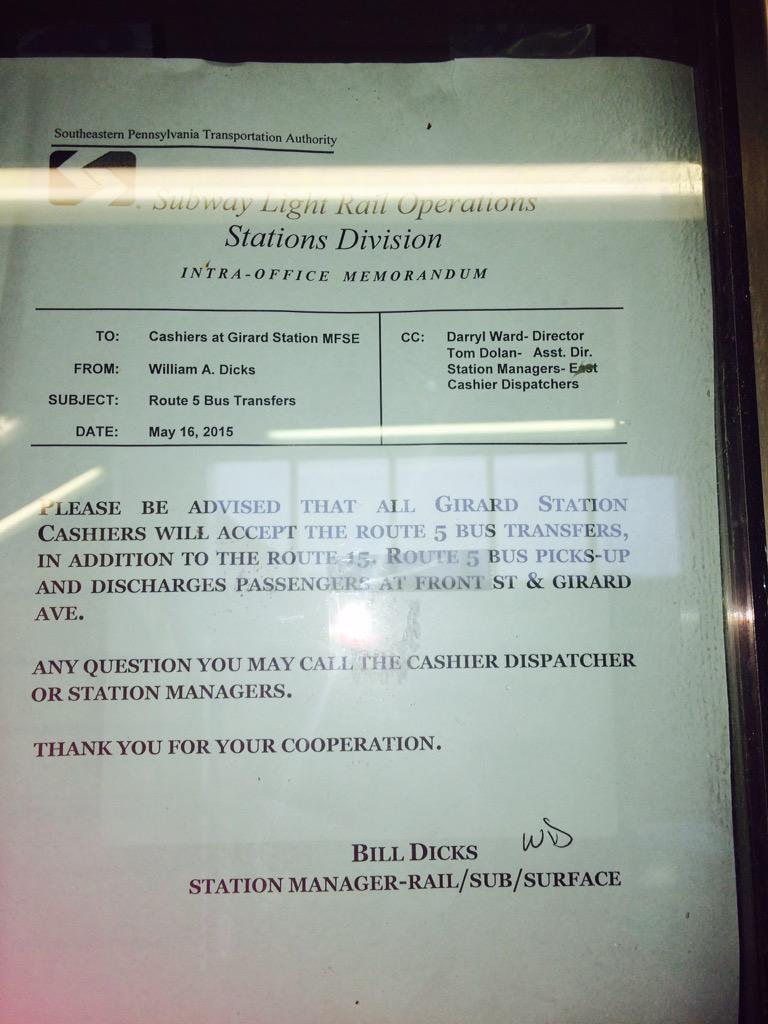 Southeastern Pennsylvania Transportation Authority
Subway Light Rail Operations
Stations Division
INTRA-OFFICE MEMORANDUM
TO: Cashiers at Girard Station MFSE
CC: Darryl Ward- Director
Tom Dolan- Asst. Dir.
Station Managers- East
Cashier Dispatchers
FROM: William A. Dicks
SUBJECT: Route 5 Bus Transfers
DATE: May 16, 2015
PLEASE BE ADVISED THAT ALL GIRARD STATION
CASHIERS WILL ACCEPT THE ROUTE 5 BUS TRANSFERS,
IN ADDITION TO THE ROUTE 15. ROUTE 5 BUS PICKS-UP
AND DISCHARGES PASSENGERS AT FRONT ST & GIRARD
AVE.
ANY QUESTION YOU MAY CALL THE CASHIER DISPATCHER
OR STATION MANAGERS.
THANK YOU FOR YOUR COOPERATION.
WD
BILL DICKS
STATION MANAGER-RAIL/SUB/SURFACE